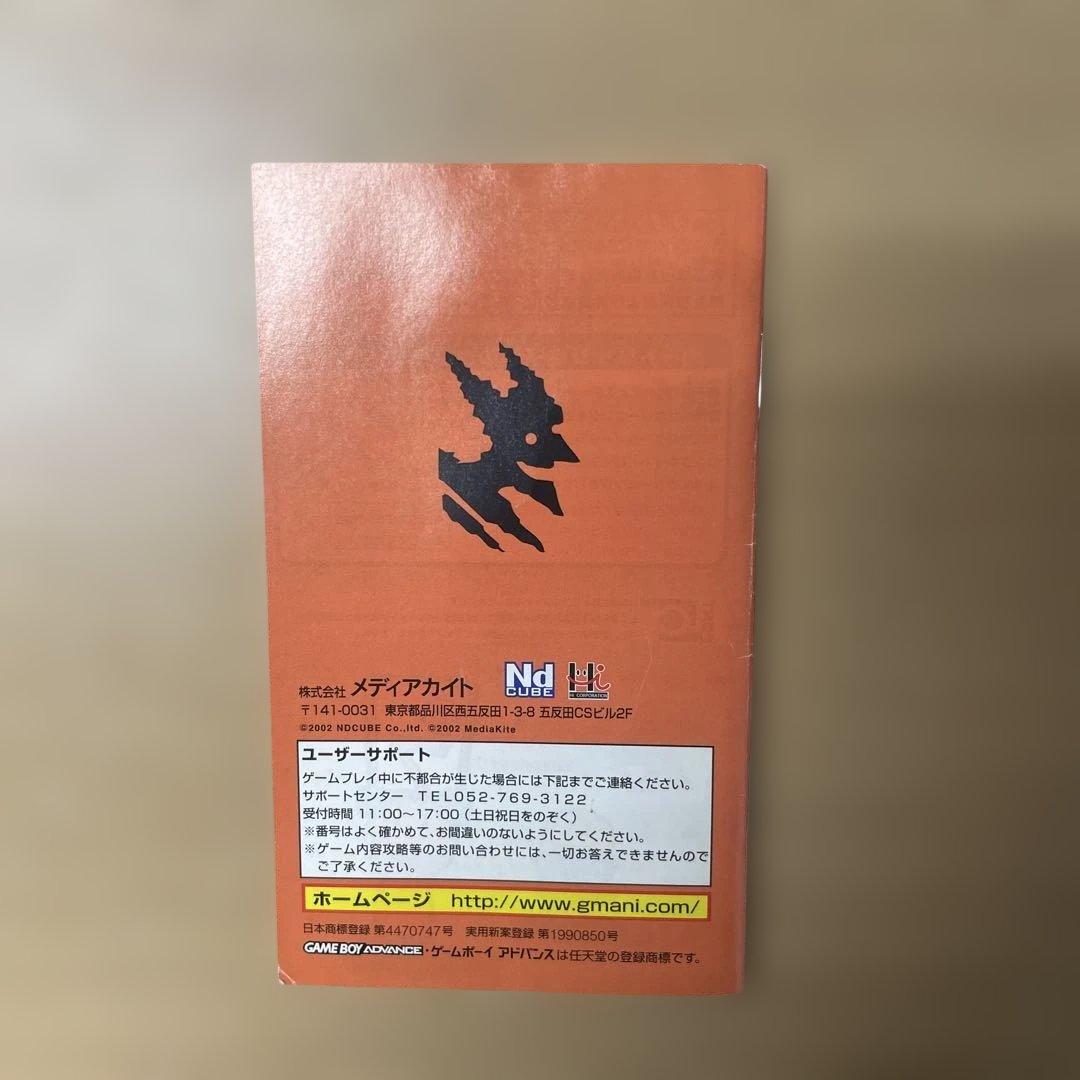 株式会社 メディアカイト Nd CUBE Hi HI CORPORATION
〒141-0031 東京都品川区西五反田1-3-8 五反田CSビル2F
©2002 NDCUBE Co.,ltd. ©2002 MediaKite
ユーザーサポート
ゲームプレイ中に不都合が生じた場合には下記までご連絡ください。
サポートセンター TEL052-769-3122
受付時間 11:00〜17:00（土日祝日をのぞく）
※番号はよく確かめて、お間違いのないようにしてください。
※ゲーム内容攻略等のお問い合わせには、一切お答えできませんので
ご了承ください。
ホームページ http://www.gmani.com/
日本商標登録 第4470747号 実用新案登録 第1990850号
GAME BOY ADVANCE・ゲームボーイ アドバンスは任天堂の登録商標です。